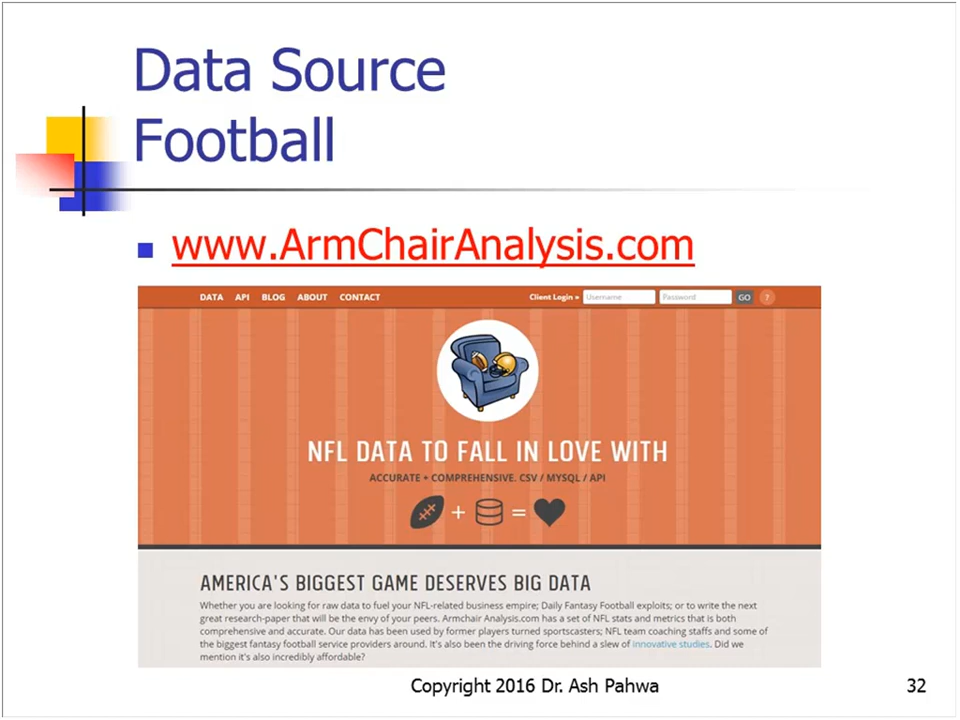 Data Source
Football
www.ArmChairAnalysis.com
DATA API BLOG ABOUT CONTACT Client Login » Username Password GO ?
NFL DATA TO FALL IN LOVE WITH
ACCURATE + COMPREHENSIVE. CSV / MYSQL / API
+ =
AMERICA'S BIGGEST GAME DESERVES BIG DATA
Whether you are looking for raw data to fuel your NFL-related business empire; Daily Fantasy Football exploits; or to write the next
great research-paper that will be the envy of your peers. Armchair Analysis.com has a set of NFL stats and metrics that is both
comprehensive and accurate. Our data has been used by former players turned sportscasters; NFL team coaching staffs and some of
the biggest fantasy football service providers around. It's also been the driving force behind a slew of innovative studies. Did we
mention it's also incredibly affordable?
Copyright 2016 Dr. Ash Pahwa 32